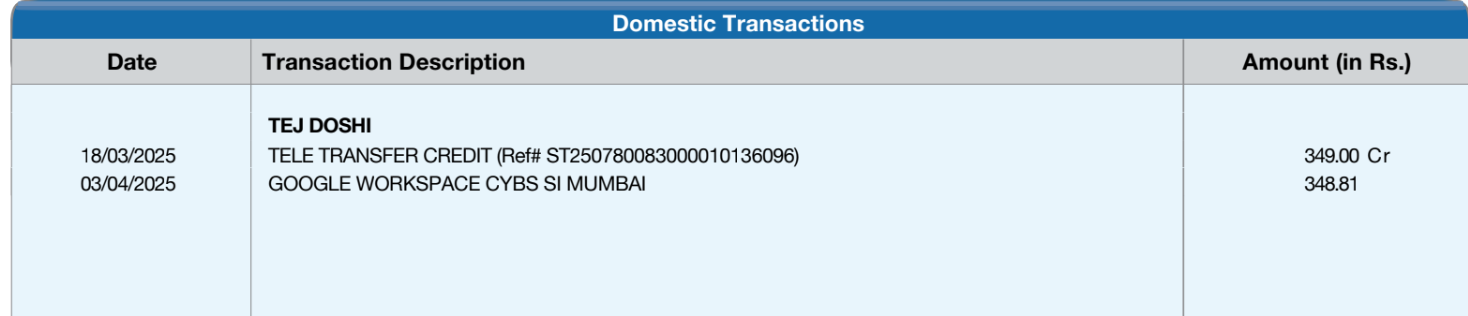 Domestic Transactions
Date Transaction Description Amount (in Rs.)
TEJ DOSHI
18/03/2025 TELE TRANSFER CREDIT (Ref# ST250780083000010136096) 349.00 Cr
03/04/2025 GOOGLE WORKSPACE CYBS SI MUMBAI 348.81